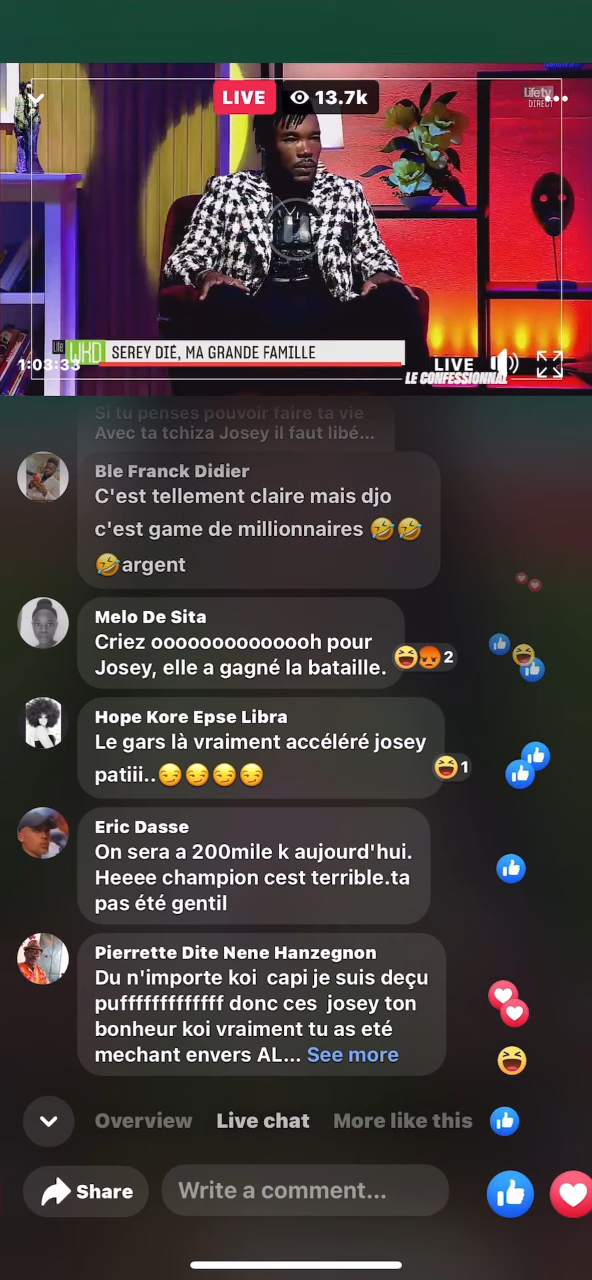 LIVE
13.7k
Lifetv
DIRECT
Life
WKD
SEREY DIÉ, MA GRANDE FAMILLE
1:03:33
LIVE
LE CONFESSIONNAL
Si tu penses pouvoir faire ta vie
Avec ta tchiza Josey il faut libé...
Ble Franck Didier
C'est tellement claire mais djo
c'est game de millionnaires 🤣🤣
🤣argent
Melo De Sita
Criez ooooooooooooooh pour
Josey, elle a gagné la bataille.
2
Hope Kore Epse Libra
Le gars là vraiment accéléré josey
patiii..😏😏😏😏
1
Eric Dasse
On sera a 200mile k aujourd'hui.
Heeee champion cest terrible.ta
pas été gentil
Pierrette Dite Nene Hanzegnon
Du n'importe koi  capi je suis deçu
pufffffffffffff donc ces  josey ton
bonheur koi vraiment tu as eté
mechant envers AL... See more
Overview
Live chat
More like this
Share
Write a comment...